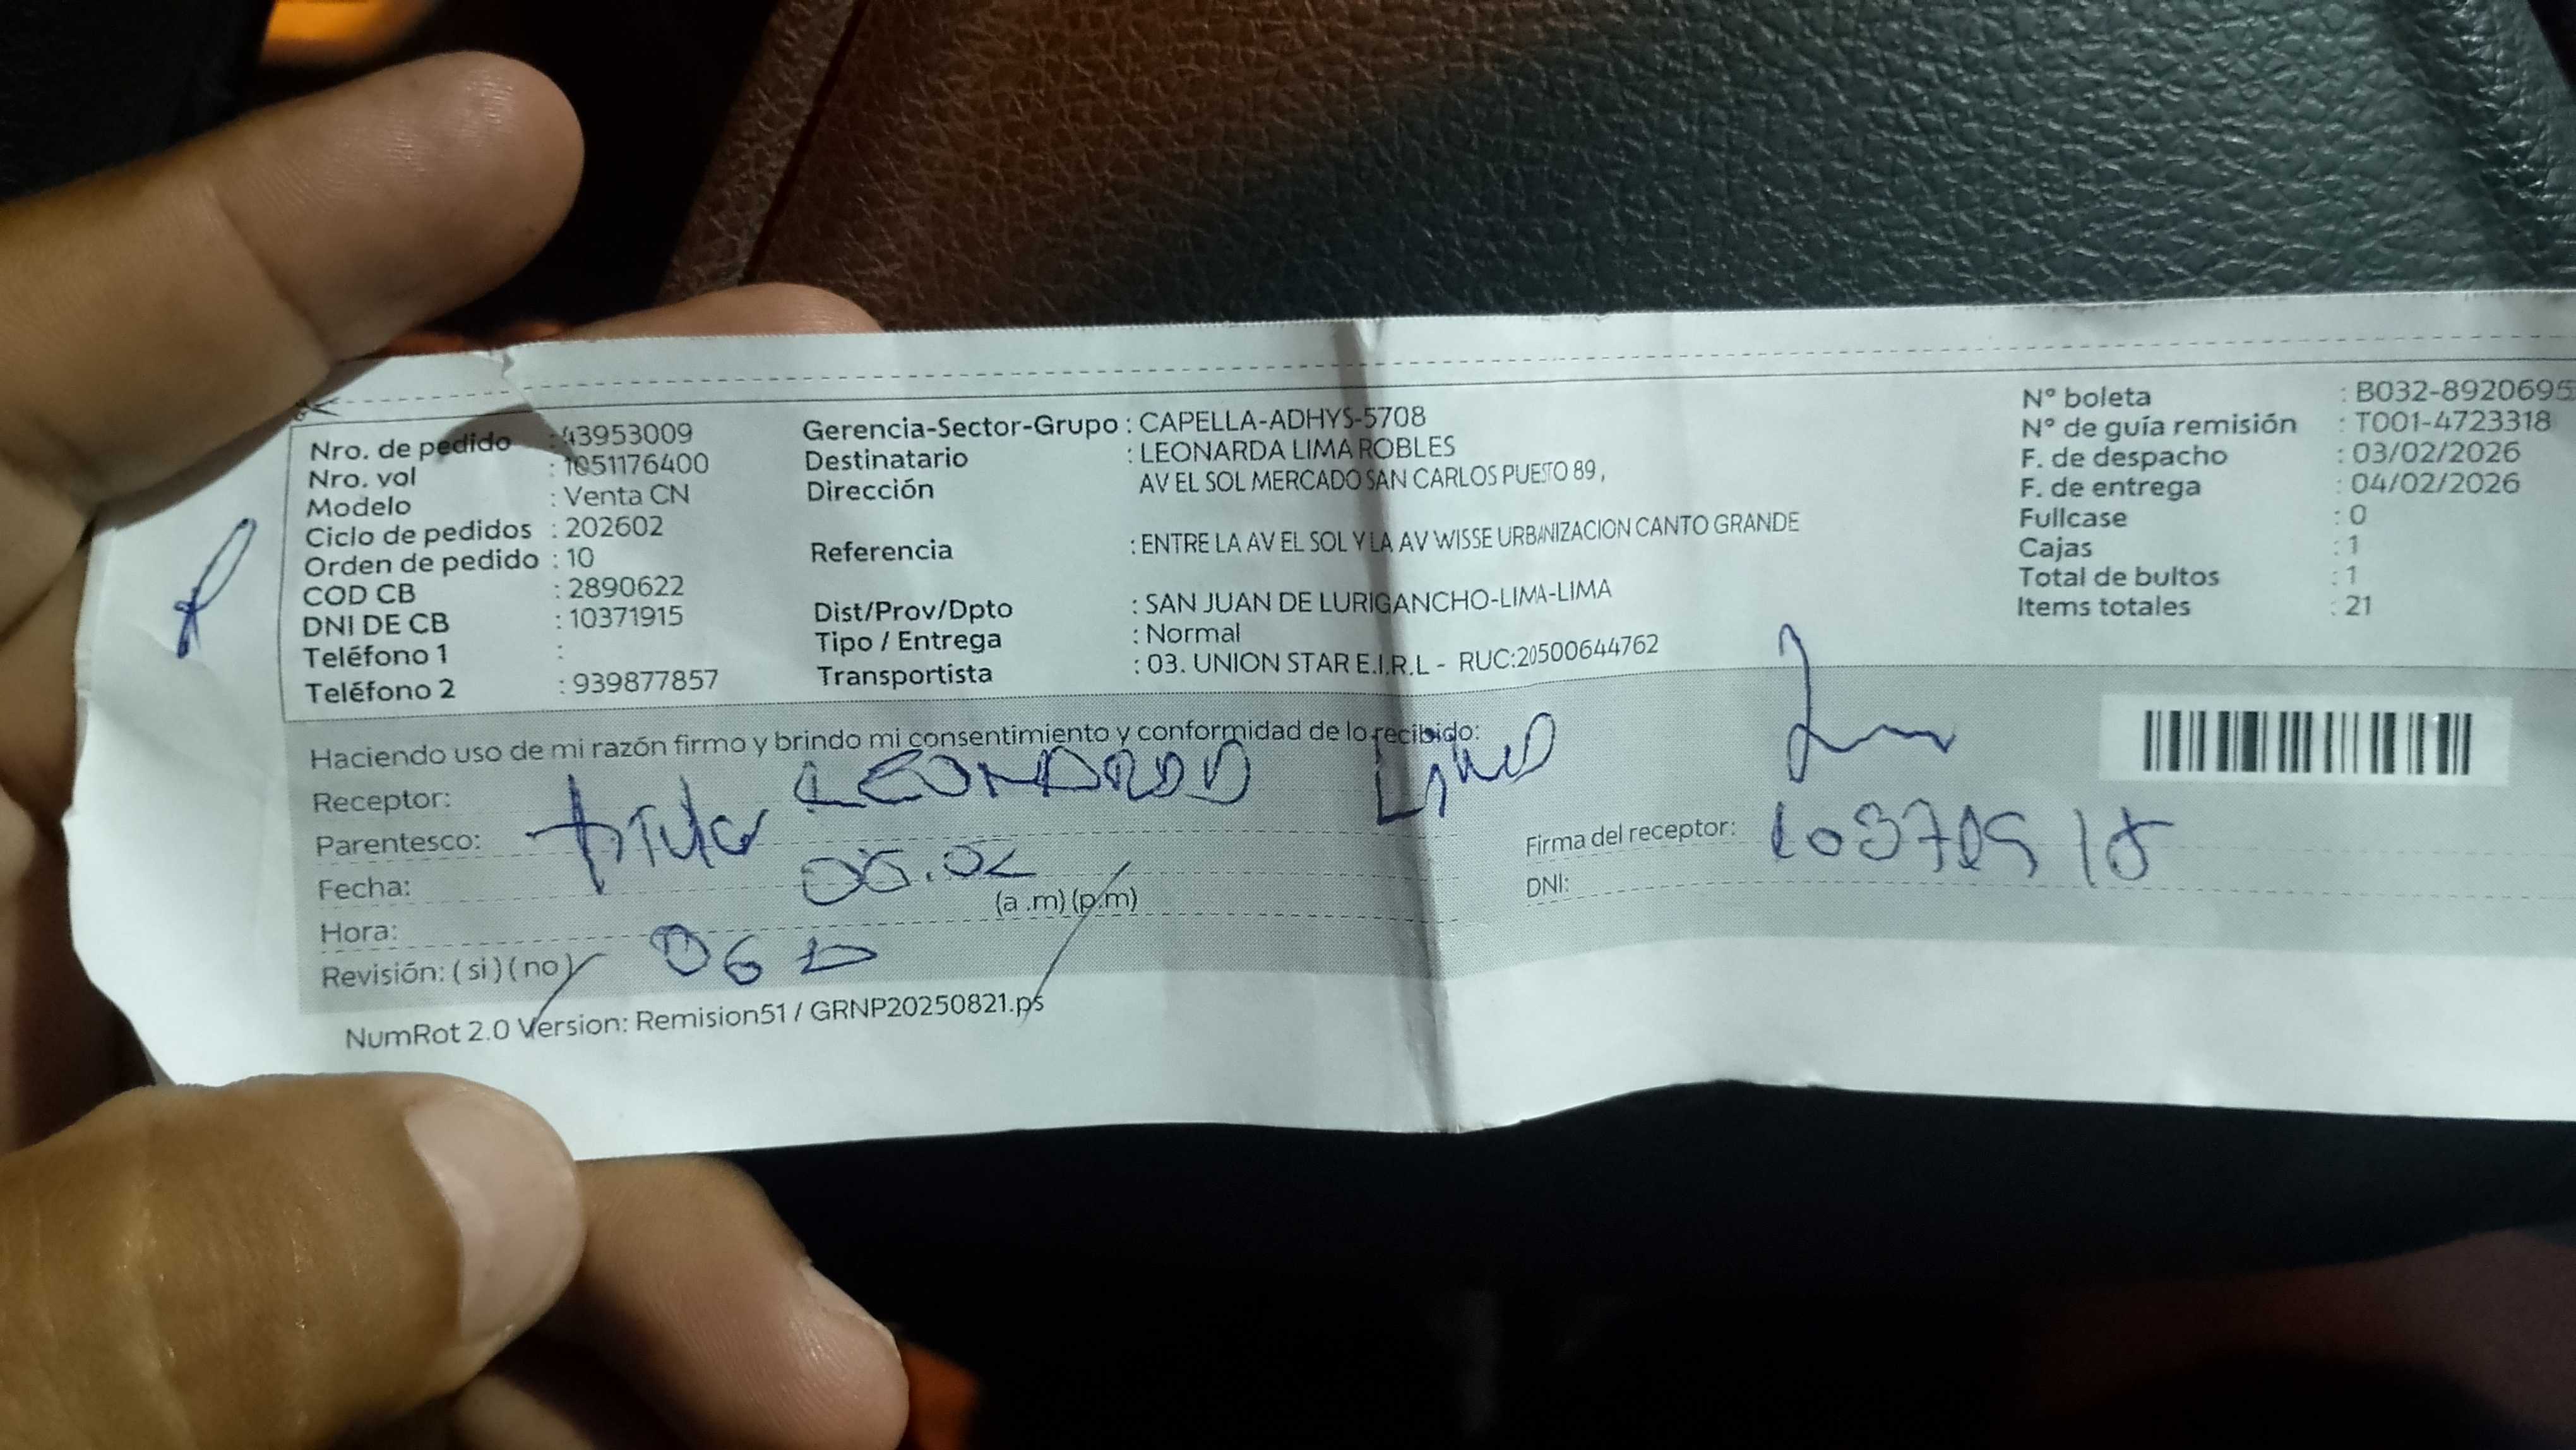 Nro. de pedido : 43953009
Nro. vol : 1051176400
Modelo : Venta CN
Ciclo de pedidos : 202602
Orden de pedido : 10
COD CB : 2890622
DNI DE CB : 10371915
Teléfono 1 :
Teléfono 2 : 939877857
Gerencia-Sector-Grupo : CAPELLA-ADHYS-5708
Destinatario : LEONARDA LIMA ROBLES
Dirección AV EL SOL MERCADO SAN CARLOS PUESTO 89 ,
Referencia : ENTRE LA AV EL SOL Y LA AV WISSE URBANIZACION CANTO GRANDE
Dist/Prov/Dpto : SAN JUAN DE LURIGANCHO-LIMA-LIMA
Tipo / Entrega : Normal
Transportista : 03. UNION STAR E.I.R.L - RUC:20500644762
N° boleta : B032-8920695
N° de guía remisión : T001-4723318
F. de despacho : 03/02/2026
F. de entrega : 04/02/2026
Fullcase : 0
Cajas : 1
Total de bultos : 1
Items totales : 21
Haciendo uso de mi razón firmo y brindo mi consentimiento y conformidad de lo recibido:
Receptor:
Parentesco:
Fecha:
Hora: (a .m) (p.m)
Revisión: ( si ) ( no )
Firma del receptor:
DNI:
NumRot 2.0 Version: Remision51 / GRNP20250821.ps